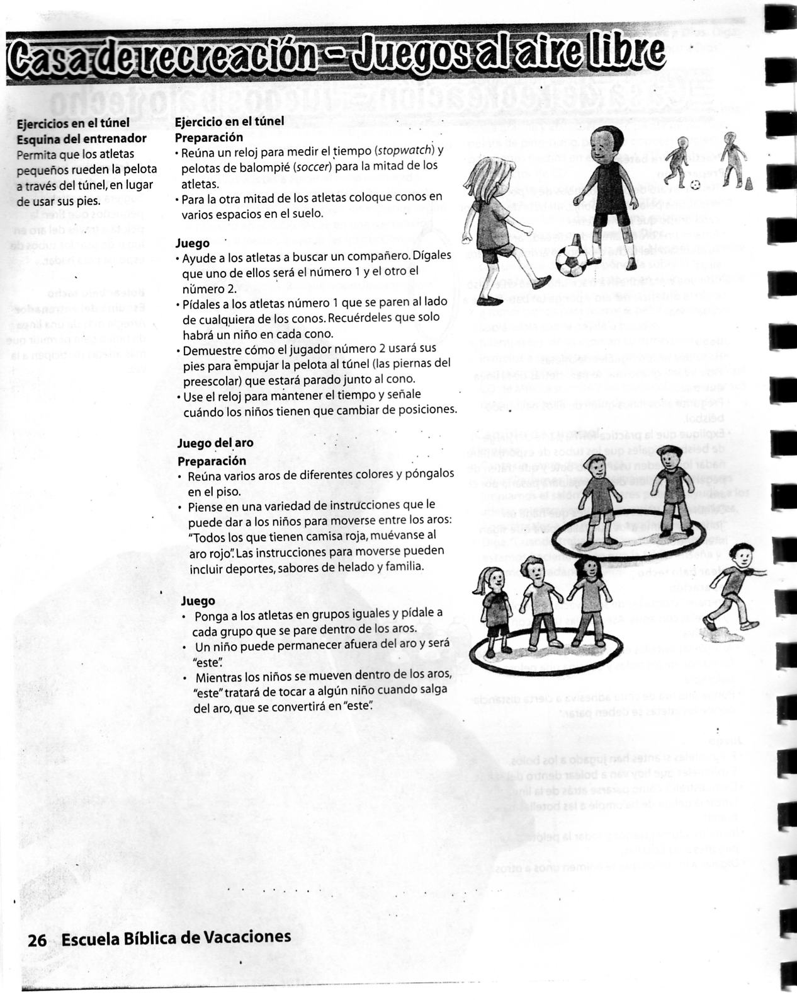 Casa de recreación - Juegos al aire libre
Ejercicios en el túnel
Esquina del entrenador
Permita que los atletas
pequeños rueden la pelota
a través del túnel, en lugar
de usar sus pies.
Ejercicio en el túnel
Preparación
• Reúna un reloj para medir el tiempo (stopwatch) y
pelotas de balompié (soccer) para la mitad de los
atletas.
• Para la otra mitad de los atletas coloque conos en
varios espacios en el suelo.
Juego
• Ayude a los atletas a buscar un compañero. Dígales
que uno de ellos será el número 1 y el otro el
número 2.
• Pídales a los atletas número 1 que se paren al lado
de cualquiera de los conos. Recuérdeles que solo
habrá un niño en cada cono.
• Demuestre cómo el jugador número 2 usará sus
pies para empujar la pelota al túnel (las piernas del
preescolar) que estará parado junto al cono.
• Use el reloj para mantener el tiempo y señale
cuándo los niños tienen que cambiar de posiciones.
Juego del aro
Preparación
• Reúna varios aros de diferentes colores y póngalos
en el piso.
• Piense en una variedad de instrucciones que le
puede dar a los niños para moverse entre los aros:
"Todos los que tienen camisa roja, muévanse al
aro rojo". Las instrucciones para moverse pueden
incluir deportes, sabores de helado y familia.
Juego
• Ponga a los atletas en grupos iguales y pídale a
cada grupo que se pare dentro de los aros.
• Un niño puede permanecer afuera del aro y será
"este".
• Mientras los niños se mueven dentro de los aros,
"este" tratará de tocar a algún niño cuando salga
del aro, que se convertirá en "este".
26 Escuela Bíblica de Vacaciones